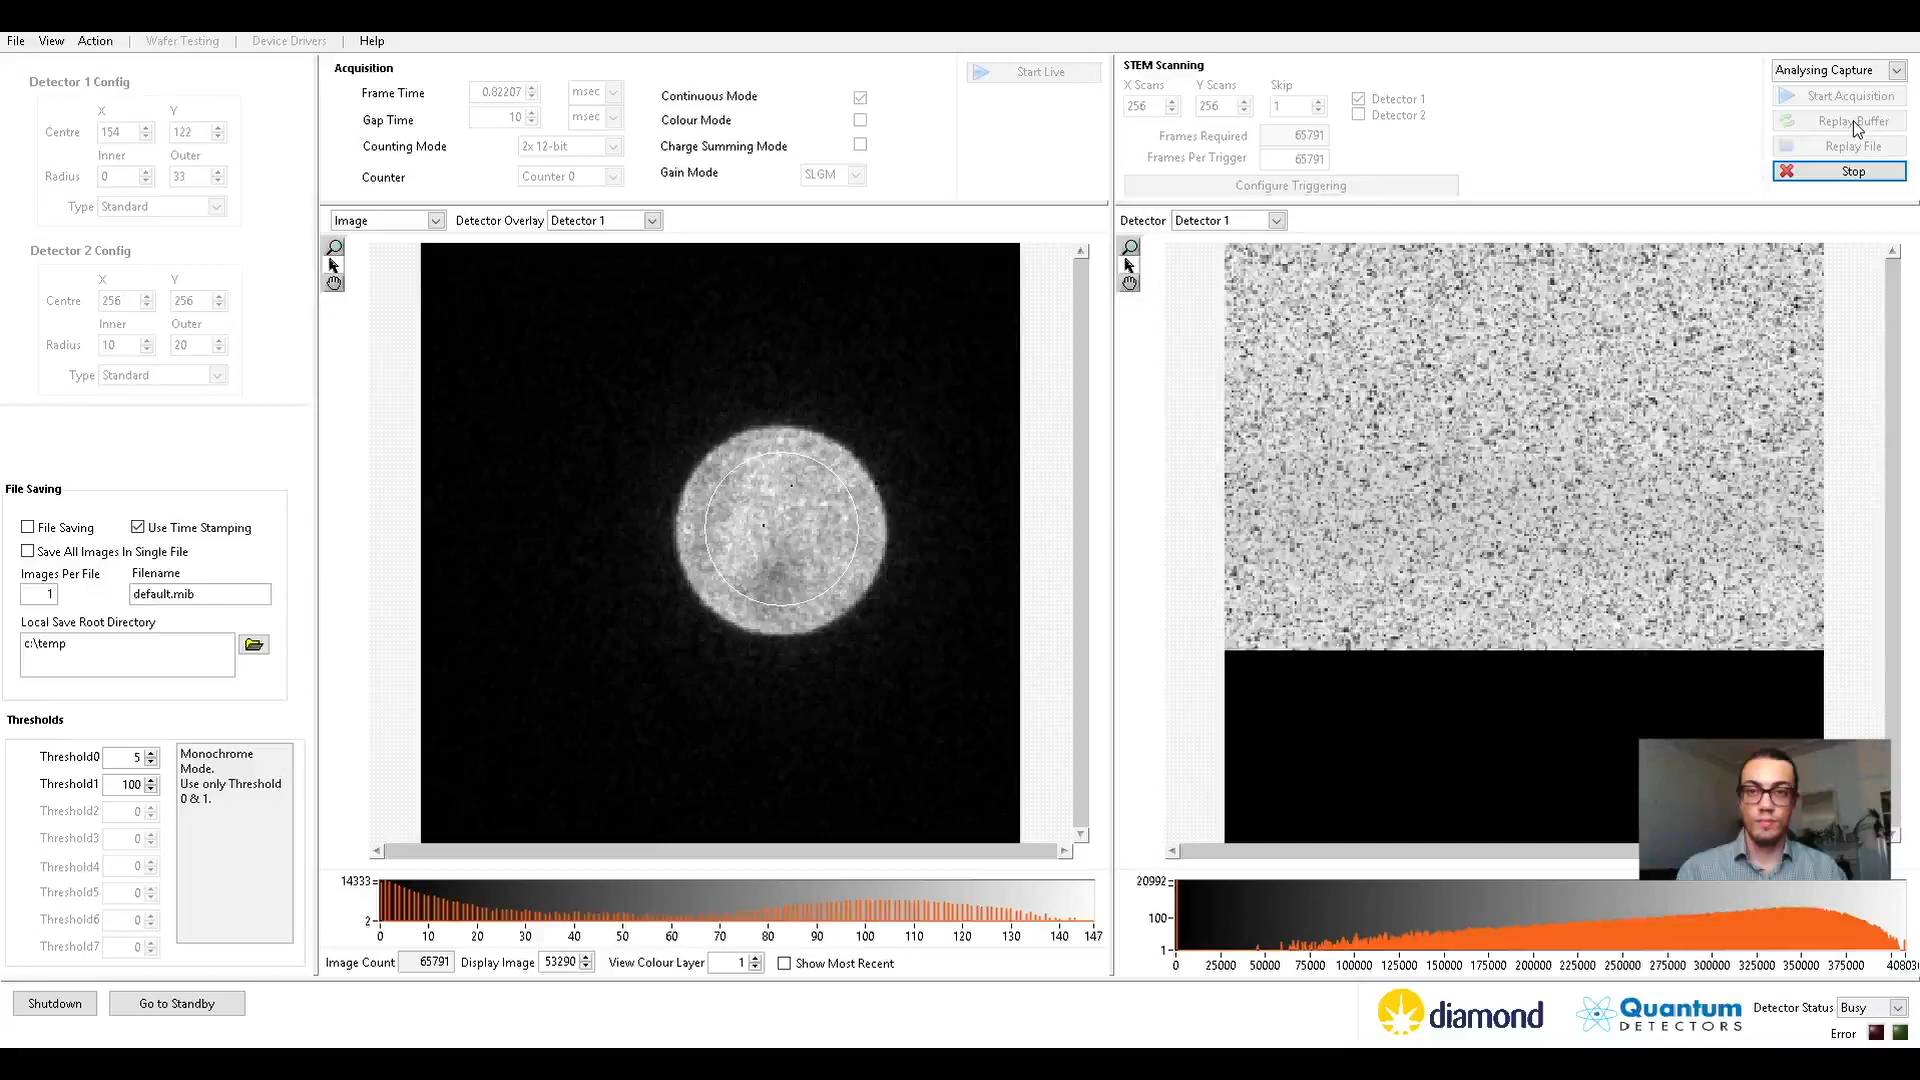 File View Action Wafer Testing Device Drivers Help
Detector 1 Config
X Y
Centre 154 122
Inner Outer
Radius 0 33
Type Standard
Detector 2 Config
X Y
Centre 256 256
Inner Outer
Radius 10 20
Type Standard
File Saving
File Saving Use Time Stamping
Save All Images In Single File
Images Per File Filename
1 default.mib
Local Save Root Directory
c:\temp
Thresholds
Threshold0 5
Threshold1 100
Threshold2 0
Threshold3 0
Threshold4 0
Threshold5 0
Threshold6 0
Threshold7 0
Monochrome
Mode.
Use only Threshold
0 & 1.
Shutdown Go to Standby
Acquisition
Frame Time 0.82207 msec
Gap Time 10 msec
Counting Mode 2x 12-bit
Counter Counter 0
Continuous Mode
Colour Mode
Charge Summing Mode
Gain Mode SLGM
Start Live
Image Detector Overlay Detector 1
14333
2
0 10 20 30 40 50 60 70 80 90 100 110 120 130 140 147
Image Count 65791 Display Image 53290 View Colour Layer 1 Show Most Recent
STEM Scanning
X Scans Y Scans Skip
256 256 1
Detector 1
Detector 2
Frames Required 65791
Frames Per Trigger 65791
Configure Triggering
Analysing Capture
Start Acquisition
Replay Buffer
Replay File
Stop
Detector Detector 1
20992
100
1
0 25000 50000 75000 100000 125000 150000 175000 200000 225000 250000 275000 300000 325000 350000 375000 40803
diamond
Quantum
DETECTORS
Detector Status Busy
Error